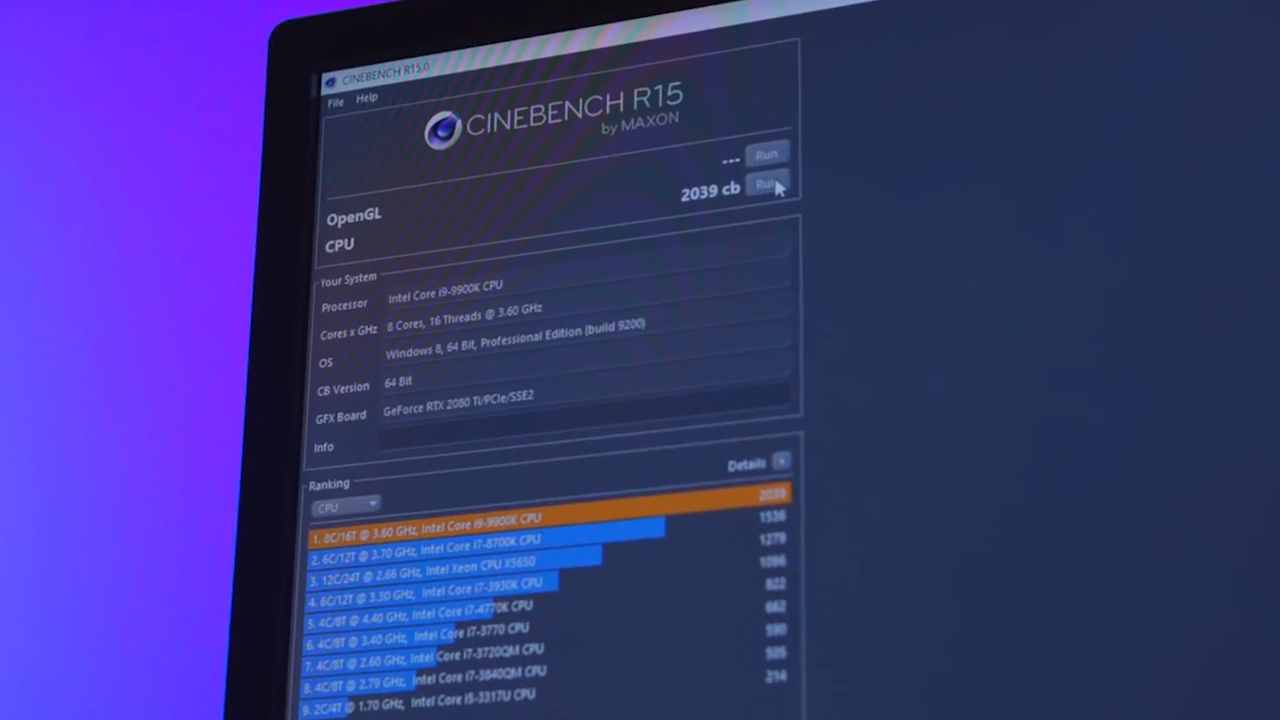 CINEBENCH R15.0
File Help
CINEBENCH R15
by MAXON
--- Run
OpenGL
2039 cb Run
CPU
Your System
Processor Intel Core i9-9900K CPU
Cores x GHz 8 Cores, 16 Threads @ 3.60 GHz
OS Windows 8, 64 Bit, Professional Edition (build 9200)
CB Version 64 Bit
GFX Board GeForce RTX 2080 Ti/PCIe/SSE2
Info
Ranking Details +
CPU
1. 8C/16T @ 3.60 GHz, Intel Core i9-9900K CPU 2039
2. 6C/12T @ 3.70 GHz, Intel Core i7-8700K CPU 1536
3. 12C/24T @ 2.66 GHz, Intel Xeon CPU X5650 1279
4. 6C/12T @ 3.30 GHz, Intel Core i7-3930K CPU 1096
5. 4C/8T @ 4.40 GHz, Intel Core i7-4770K CPU 822
6. 4C/8T @ 3.40 GHz, Intel Core i7-3770 CPU 662
7. 4C/8T @ 2.60 GHz, Intel Core i7-3720QM CPU 590
8. 4C/8T @ 2.79 GHz, Intel Core i7-3840QM CPU 505
9. 2C/4T @ 1.70 GHz, Intel Core i5-3317U CPU 214